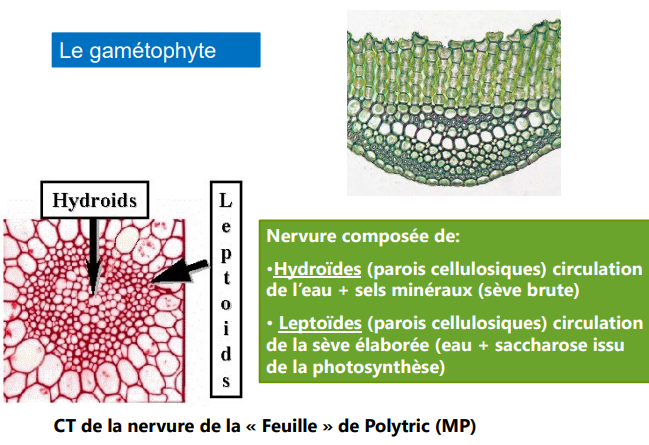 Le gamétophyte
Hydroids
Leptoids
Nervure composée de:
•Hydroïdes (parois cellulosiques) circulation
de l'eau + sels minéraux (sève brute)
• Leptoïdes (parois cellulosiques) circulation
de la sève élaborée (eau + saccharose issu
de la photosynthèse)
CT de la nervure de la « Feuille » de Polytric (MP)